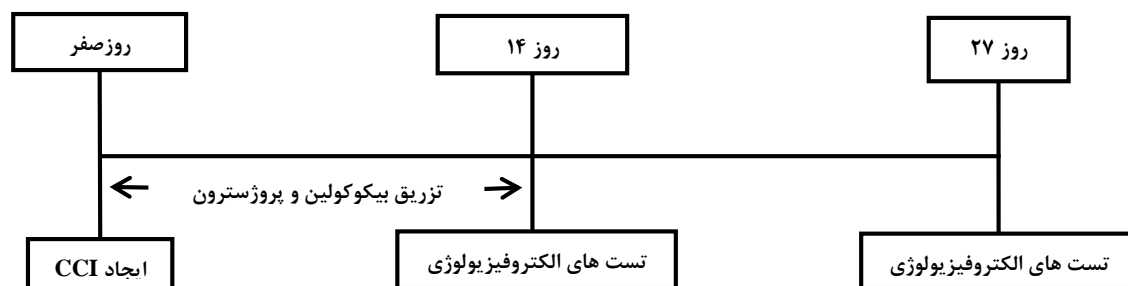 روزصفر
روز ۱۴
روز ۲۷
تزریق بیکوکولین و پروژسترون
ایجاد CCI
تست های الکتروفیزیولوژی
تست های الکتروفیزیولوژی